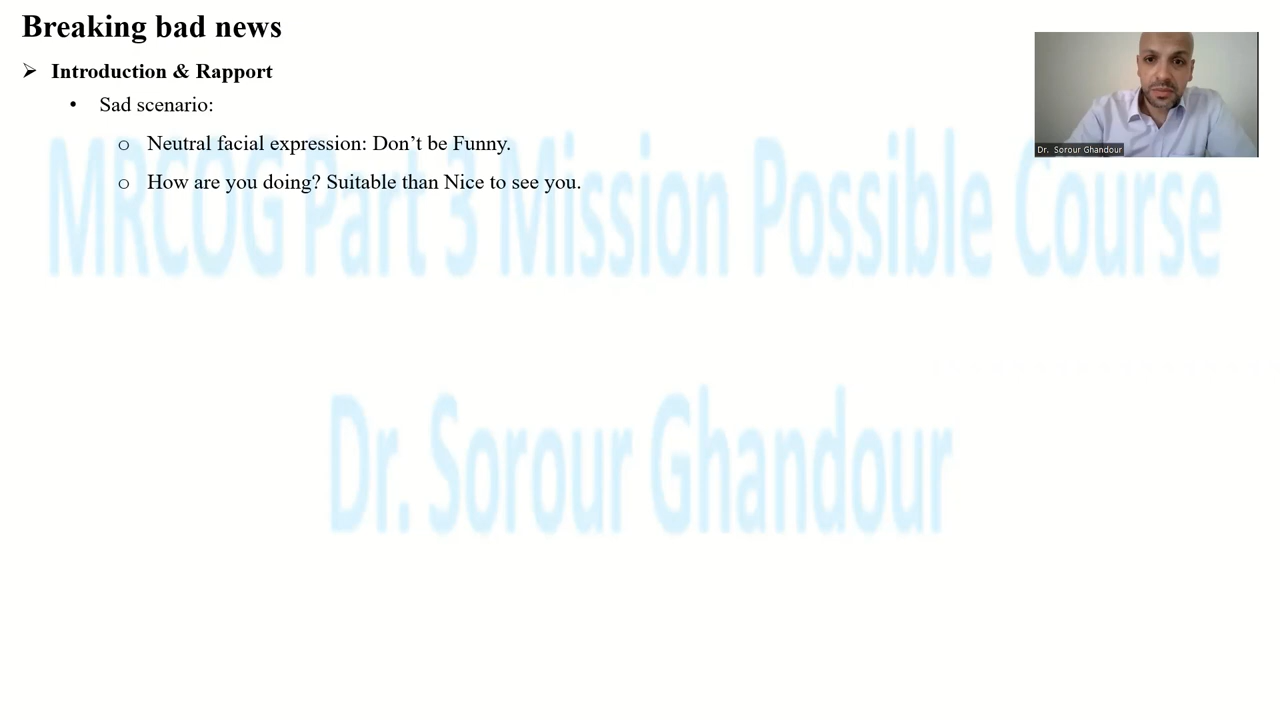 Breaking bad news
➢ Introduction & Rapport
• Sad scenario:
o Neutral facial expression: Don't be Funny.
o How are you doing? Suitable than Nice to see you.
MRCOG Part 3 Mission Possible Course
Dr. Sorour Ghandour
Dr. Sorour Ghandour